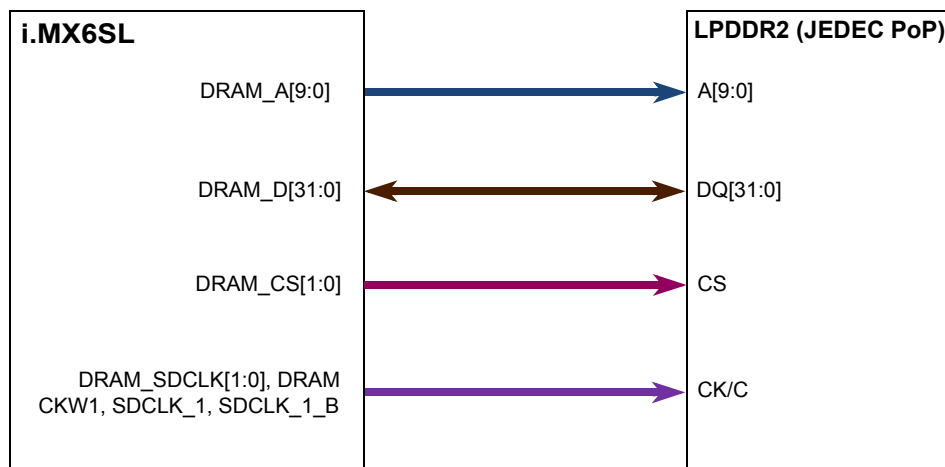 i.MX6SL
LPDDR2 (JEDEC PoP)
DRAM_A[9:0]
A[9:0]
DRAM_D[31:0]
DQ[31:0]
DRAM_CS[1:0]
CS
DRAM_SDCLK[1:0], DRAM
CKW1, SDCLK_1, SDCLK_1_B
CK/C